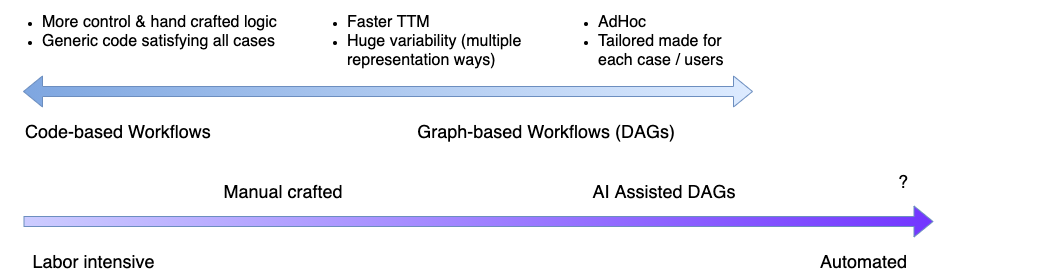 • More control & hand crafted logic
• Generic code satisfying all cases
• Faster TTM
• Huge variability (multiple
representation ways)
• AdHoc
• Tailored made for
each case / users
Code-based Workflows
Graph-based Workflows (DAGs)
?
Manual crafted
AI Assisted DAGs
Labor intensive
Automated